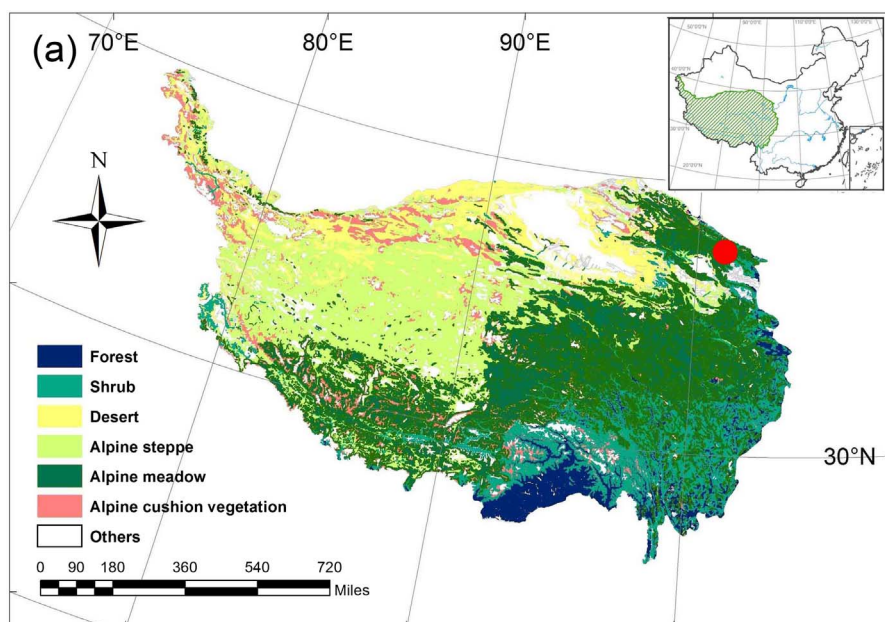 (a)
70°E
80°E
90°E
N
Forest
Shrub
Desert
Alpine steppe
Alpine meadow
Alpine cushion vegetation
Others
30°N
0 90 180 360 540 720
Miles